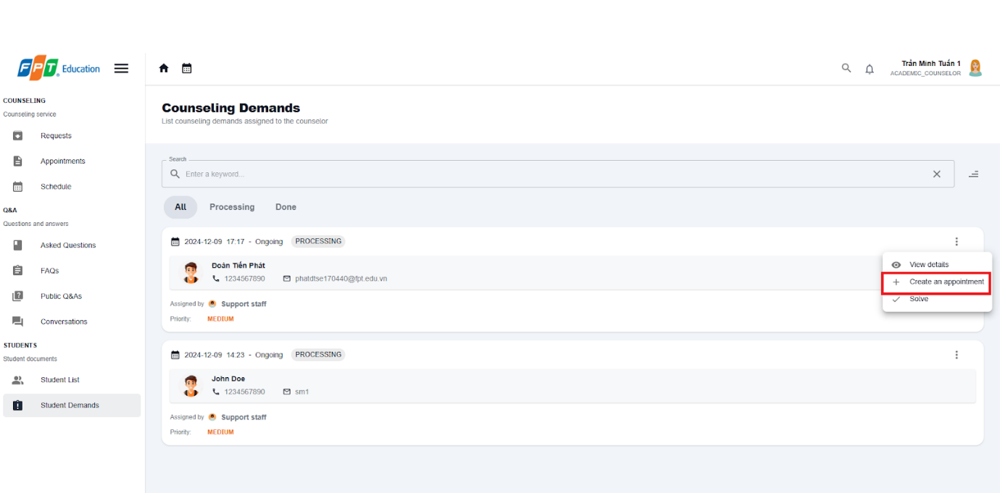 FPT Education
Trần Minh Tuấn 1
ACADEMIC_COUNSELOR
COUNSELING
Counseling service
Requests
Appointments
Schedule
Q&A
Questions and answers
Asked Questions
FAQs
Public Q&As
Conversations
STUDENTS
Student documents
Student List
Student Demands
Counseling Demands
List counseling demands assigned to the counselor
Search
Enter a keyword...
All Processing Done
2024-12-09 17:17 - Ongoing PROCESSING
Đoàn Tiến Phát
1234567890 phatdtse170440@fpt.edu.vn
Assigned by Support staff
Priority: MEDIUM
View details
Create an appointment
Solve
2024-12-09 14:23 - Ongoing PROCESSING
John Doe
1234567890 sm1
Assigned by Support staff
Priority: MEDIUM